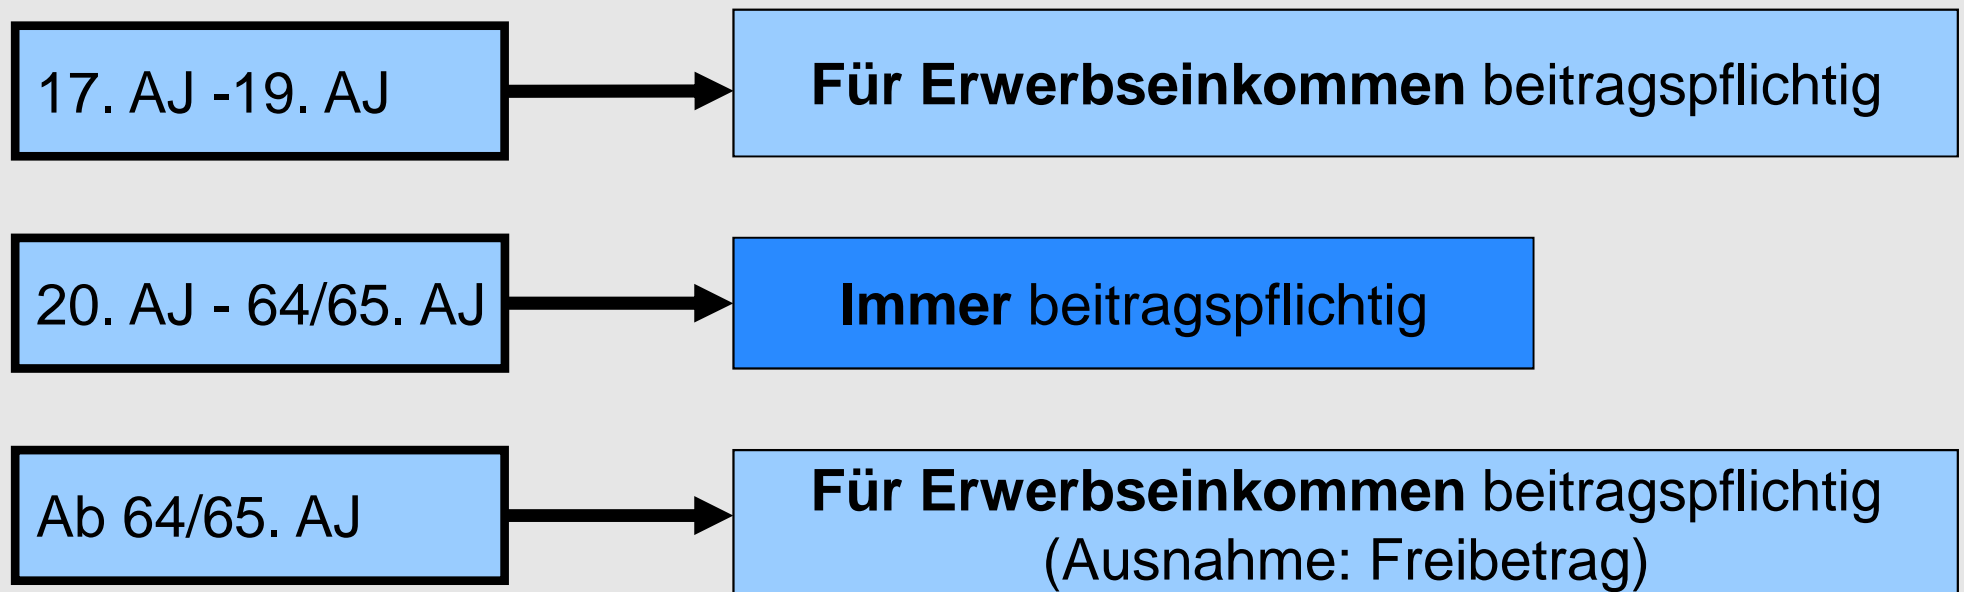 17. AJ -19. AJ
Für Erwerbseinkommen beitragspflichtig
20. AJ - 64/65. AJ
Immer beitragspflichtig
Ab 64/65. AJ
Für Erwerbseinkommen beitragspflichtig
(Ausnahme: Freibetrag)